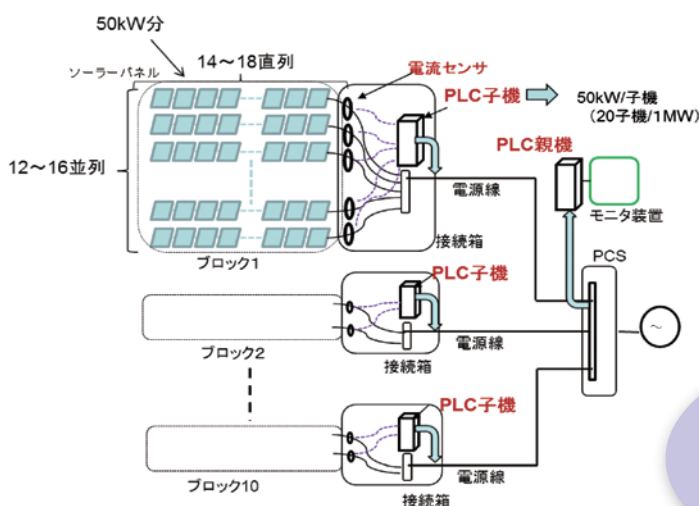 50kW分
14～18直列
ソーラーパネル
電流センサ
PLC子機
50kW/子機
（20子機/1MW）
12～16並列
PLC親機
モニタ装置
電源線
接続箱
ブロック1
PCS
～
PLC子機
ブロック2
電源線
接続箱
PLC子機
ブロック10
電源線
接続箱